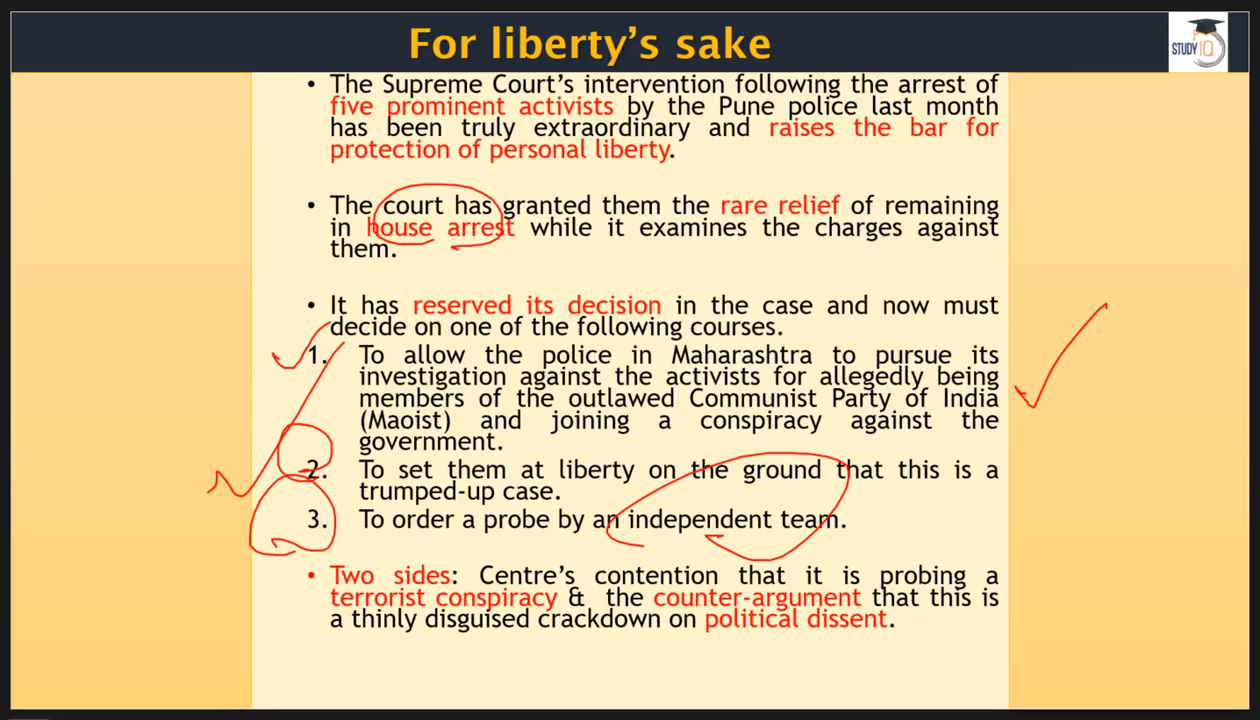 For liberty's sake
STUDY IQ
• The Supreme Court's intervention following the arrest of
five prominent activists by the Pune police last month
has been truly extraordinary and raises the bar for
protection of personal liberty.
• The court has granted them the rare relief of remaining
in house arrest while it examines the charges against
them.
• It has reserved its decision in the case and now must
decide on one of the following courses.
1. To allow the police in Maharashtra to pursue its
investigation against the activists for allegedly being
members of the outlawed Communist Party of India
(Maoist) and joining a conspiracy against the
government.
2. To set them at liberty on the ground that this is a
trumped-up case.
3. To order a probe by an independent team.
• Two sides: Centre's contention that it is probing a
terrorist conspiracy & the counter-argument that this is
a thinly disguised crackdown on political dissent.